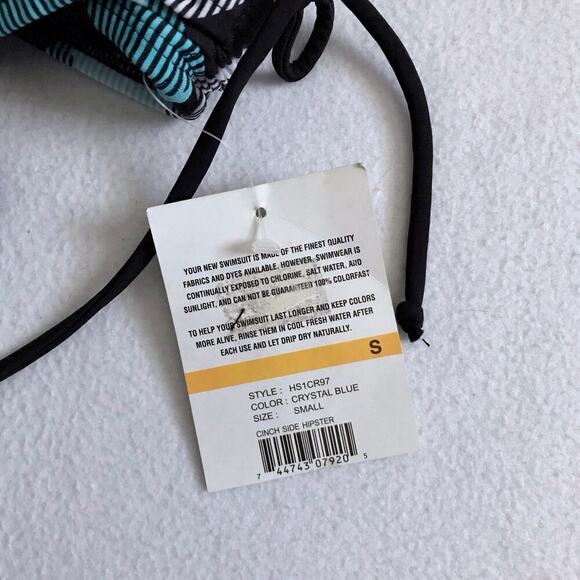 YOUR NEW SWIMSUIT IS MADE OF THE FINEST QUALITY
FABRICS AND DYES AVAILABLE. HOWEVER, SWIMWEAR IS
CONTINUALLY EXPOSED TO CHLORINE, SALT WATER, AND
SUNLIGHT, AND CAN NOT BE GUARANTEED 100% COLORFAST
TO HELP YOUR SWIMSUIT LAST LONGER AND KEEP COLORS
MORE ALIVE, RINSE THEM IN COOL FRESH WATER AFTER
EACH USE AND LET DRIP DRY NATURALLY.
S
STYLE : HS1CR97
COLOR : CRYSTAL BLUE
SIZE : SMALL
CINCH SIDE HIPSTER
7 44743 07920 5